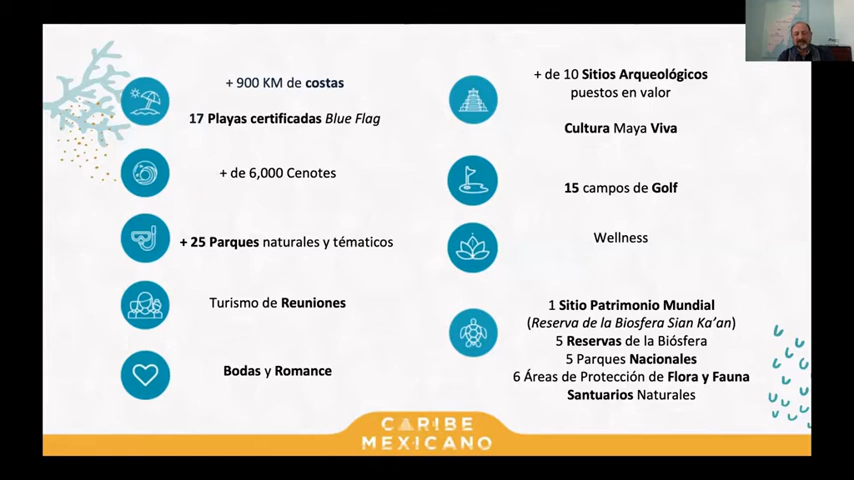 + 900 KM de costas
17 Playas certificadas Blue Flag
+ de 6,000 Cenotes
+ 25 Parques naturales y tématicos
Turismo de Reuniones
Bodas y Romance
+ de 10 Sitios Arqueológicos
puestos en valor
Cultura Maya Viva
15 campos de Golf
Wellness
1 Sitio Patrimonio Mundial
(Reserva de la Biosfera Sian Ka'an)
5 Reservas de la Biósfera
5 Parques Nacionales
6 Áreas de Protección de Flora y Fauna
Santuarios Naturales
CARIBE
MEXICANO